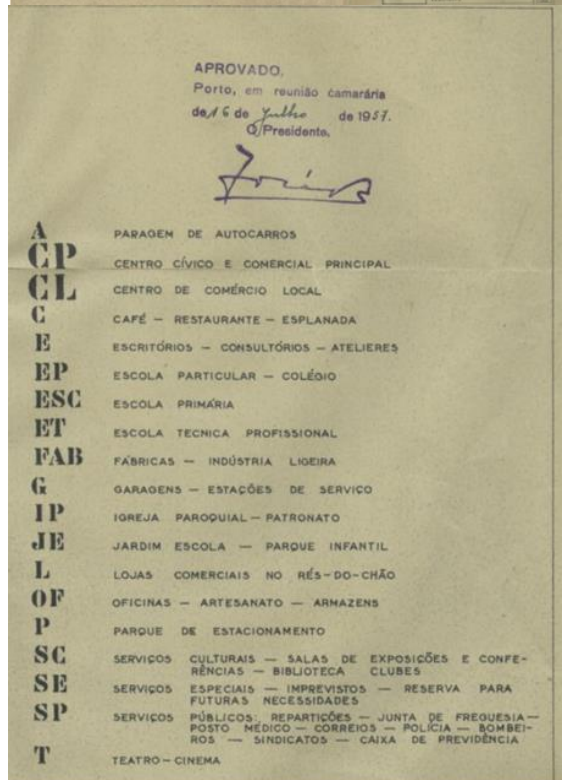 APROVADO,
Porto, em reunião camarária
de 16 de Julho de 1957.
O Presidente,
A PARAGEM DE AUTOCARROS
CP CENTRO CÍVICO E COMERCIAL PRINCIPAL
CL CENTRO DE COMÉRCIO LOCAL
C CAFÉ — RESTAURANTE — ESPLANADA
E ESCRITÓRIOS — CONSULTÓRIOS — ATELIERES
EP ESCOLA PARTICULAR — COLÉGIO
ESC ESCOLA PRIMÁRIA
ET ESCOLA TECNICA PROFISSIONAL
FAB FÁBRICAS — INDÚSTRIA LIGEIRA
G GARAGENS — ESTAÇÕES DE SERVIÇO
IP IGREJA PAROQUIAL — PATRONATO
JE JARDIM ESCOLA — PARQUE INFANTIL
L LOJAS COMERCIAIS NO RÉS-DO-CHÃO
OF OFICINAS — ARTESANATO — ARMAZENS
P PARQUE DE ESTACIONAMENTO
SC SERVIÇOS CULTURAIS — SALAS DE EXPOSIÇÕES E CONFE-
RÊNCIAS — BIBLIOTECA CLUBES
SE SERVIÇOS ESPECIAIS — IMPREVISTOS — RESERVA PARA
FUTURAS NECESSIDADES
SP SERVIÇOS PÚBLICOS: REPARTIÇÕES — JUNTA DE FREGUESIA —
POSTO MÉDICO — CORREIOS — POLÍCIA — BOMBEI-
ROS — SINDICATOS — CAIXA DE PREVIDÊNCIA
T TEATRO — CINEMA